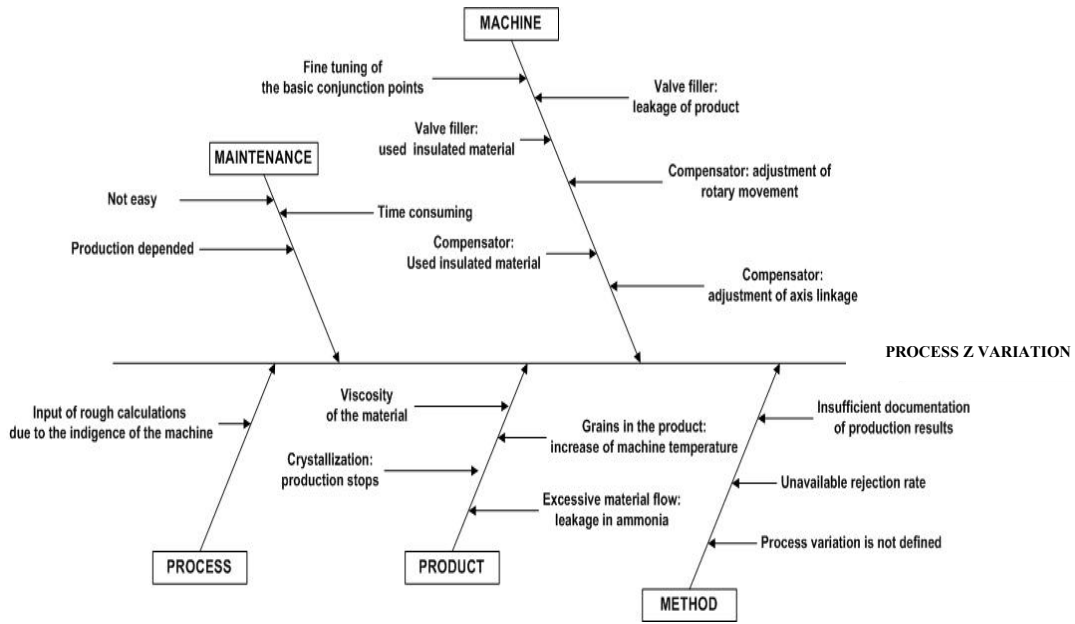 MACHINE
Fine tuning of
the basic conjunction points
Valve filler:
leakage of product
Valve filler:
used insulated material
MAINTENANCE
Compensator: adjustment of
rotary movement
Not easy
Time consuming
Production depended
Compensator:
Used insulated material
Compensator:
adjustment of axis linkage
PROCESS Z VARIATION
Input of rough calculations
due to the indigence of the machine
Viscosity
of the material
Grains in the product:
increase of machine temperature
Crystallization:
production stops
Excessive material flow:
leakage in ammonia
Insufficient documentation
of production results
Unavailable rejection rate
Process variation is not defined
PROCESS
PRODUCT
METHOD